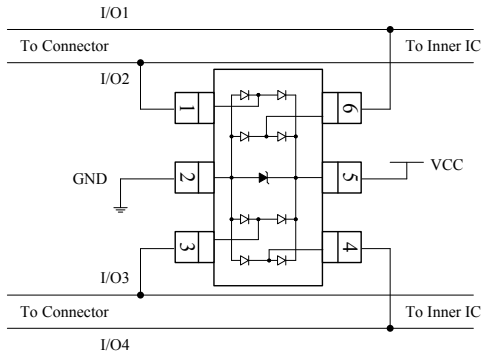 I/O1
To Connector To Inner IC
I/O2
1 6
GND 2 5 VCC
3 4
I/O3
To Connector To Inner IC
I/O4